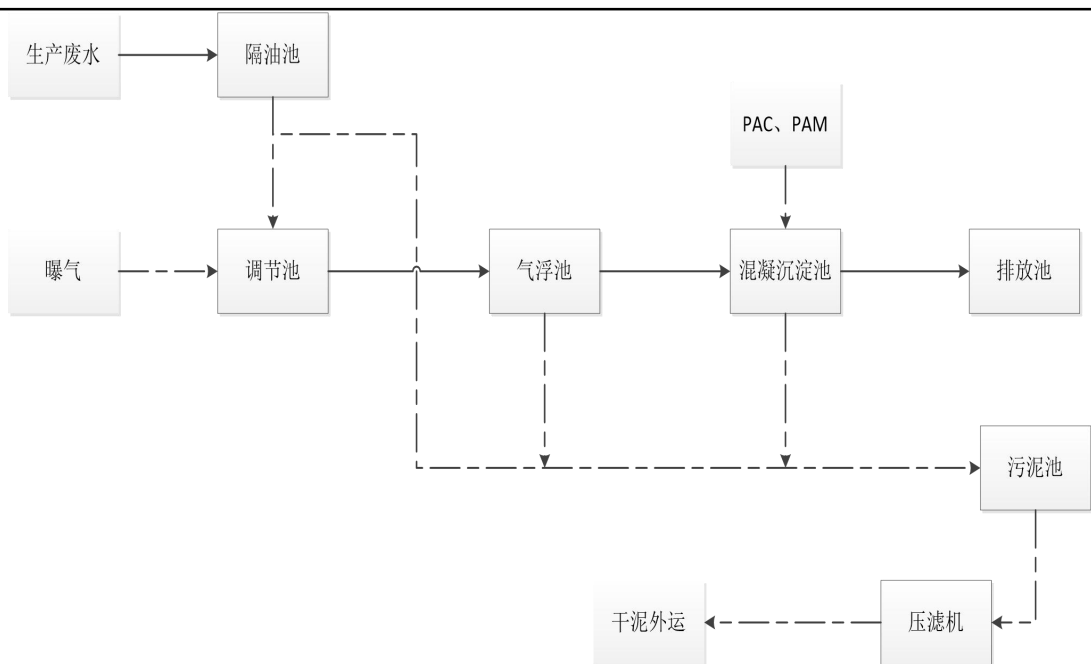 生产废水
隔油池
PAC、PAM
曝气
调节池
气浮池
混凝沉淀池
排放池
污泥池
干泥外运
压滤机